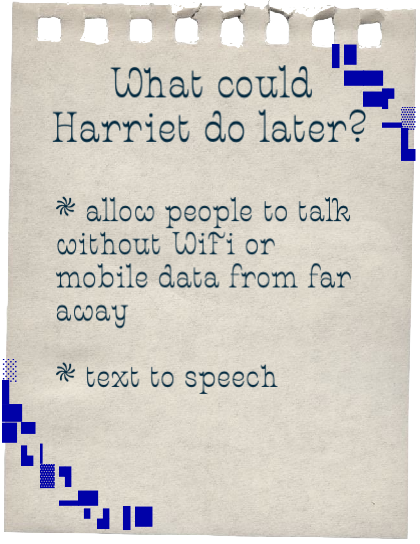 What could
Harriet do later?
* allow people to talk
without WiFi or
mobile data from far
away
* text to speech